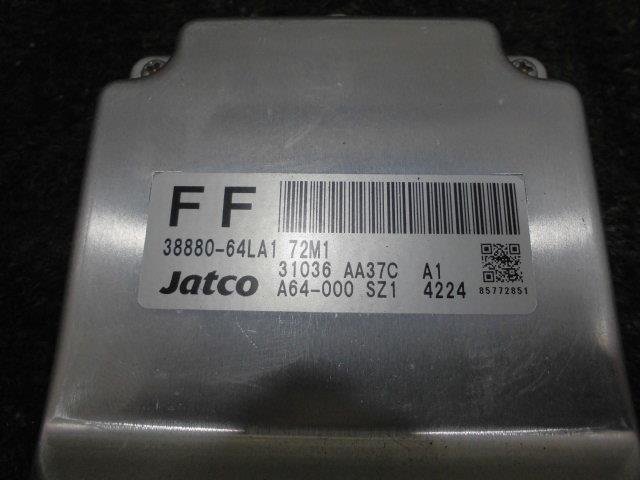 FF
38880-64LA1 72M1
31036 AA37C A1
Jatco A64-000 SZ1 4224
85772851